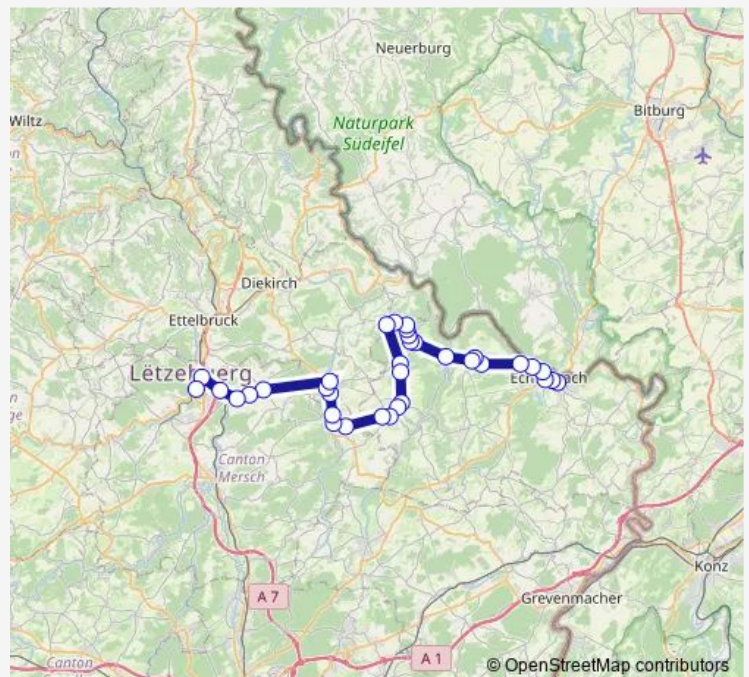 Neuerburg
Bitburg
Wiltz
Naturpark
Südeifel
Diekirch
Ettelbruck
Lëtzebuerg
Canton
Mersch
Konz
A 7
Grevenmacher
A 1
Canton
© OpenStreetMap contributors